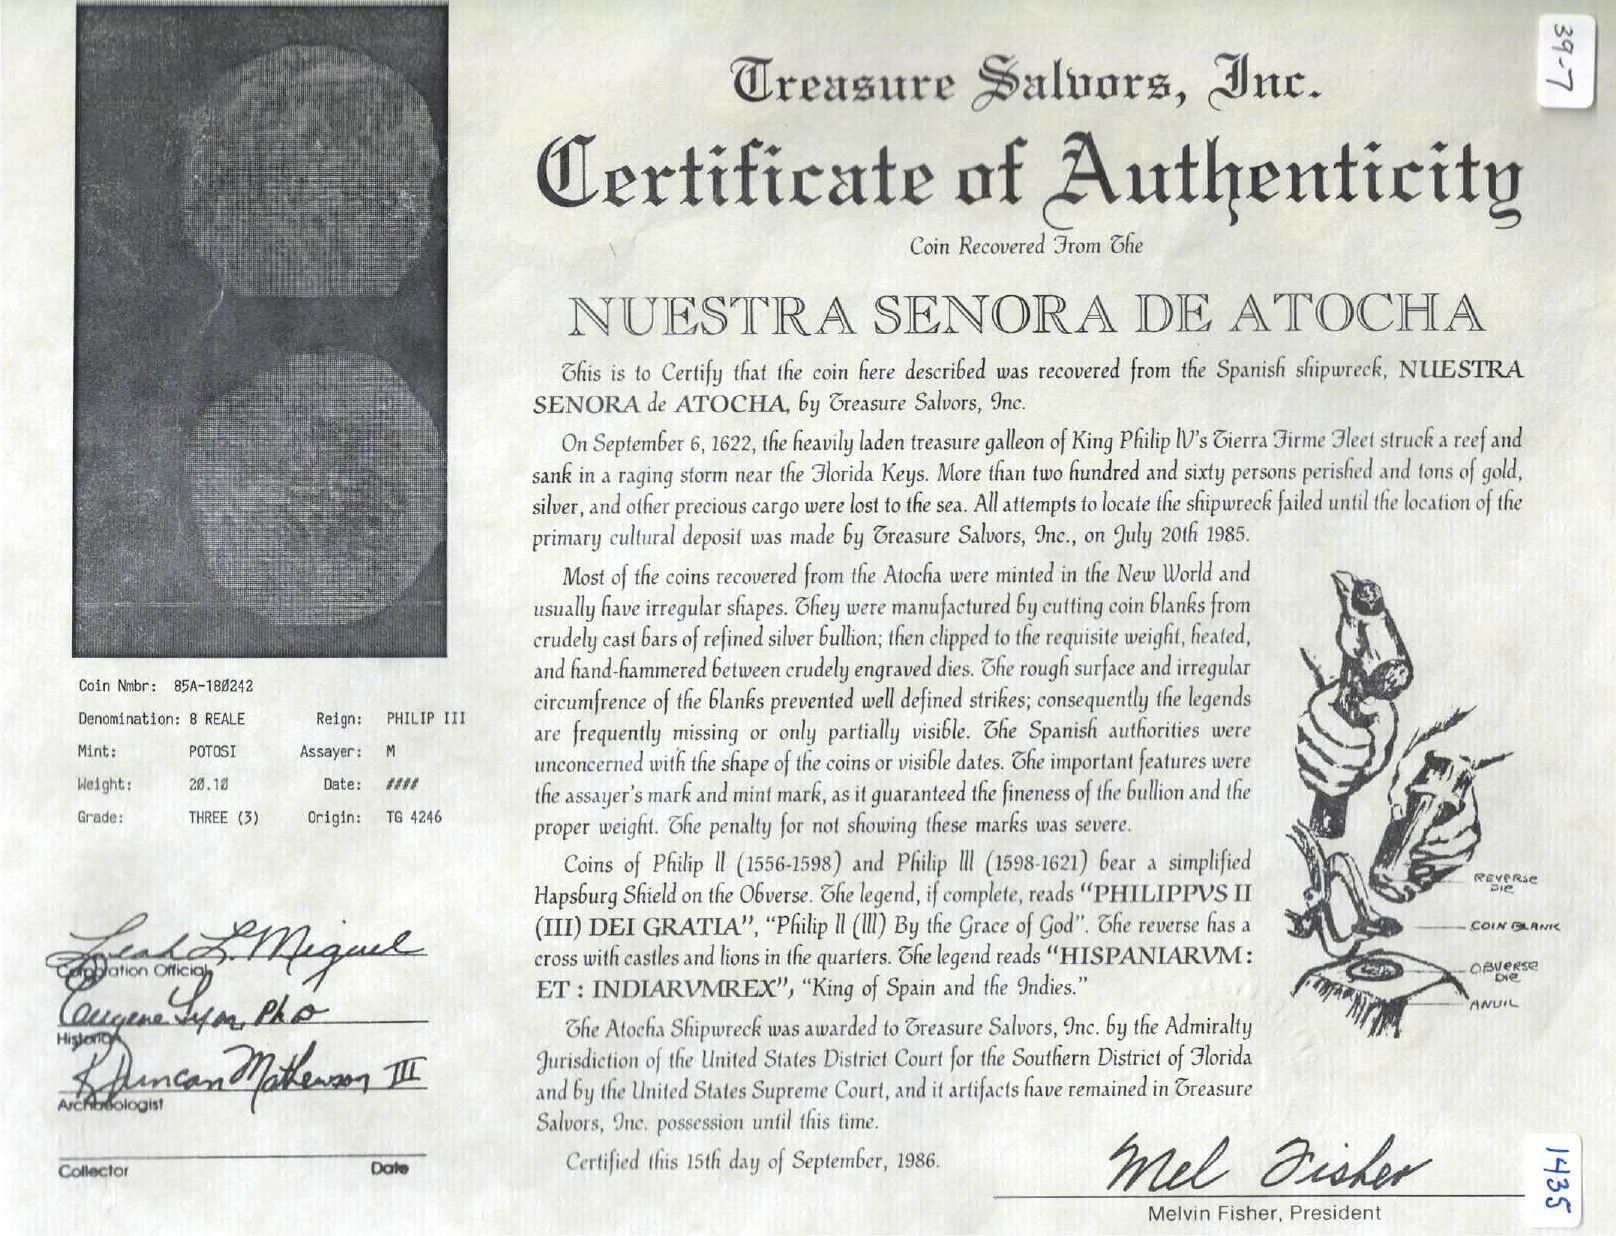 39-7
Treasure Salvors, Inc.
Certificate of Authenticity
Coin Recovered From The
NUESTRA SENORA DE ATOCHA
This is to Certify that the coin here described was recovered from the Spanish shipwreck, NUESTRA
SENORA de ATOCHA, by Treasure Salvors, Inc.
On September 6, 1622, the heavily laden treasure galleon of King Philip IV's Tierra Firme Fleet struck a reef and
sank in a raging storm near the Florida Keys. More than two hundred and sixty persons perished and tons of gold,
silver, and other precious cargo were lost to the sea. All attempts to locate the shipwreck failed until the location of the
primary cultural deposit was made by Treasure Salvors, Inc., on July 20th 1985.
Most of the coins recovered from the Atocha were minted in the New World and
usually have irregular shapes. They were manufactured by cutting coin blanks from
crudely cast bars of refined silver bullion; then clipped to the requisite weight, heated,
and hand-hammered between crudely engraved dies. The rough surface and irregular
circumfrence of the blanks prevented well defined strikes; consequently the legends
are frequently missing or only partially visible. The Spanish authorities were
unconcerned with the shape of the coins or visible dates. The important features were
the assayer's mark and mint mark, as it guaranteed the fineness of the bullion and the
proper weight. The penalty for not showing these marks was severe.
Coins of Philip II (1556-1598) and Philip III (1598-1621) bear a simplified
Hapsburg Shield on the Obverse. The legend, if complete, reads "PHILIPPVS II
(III) DEI GRATIA", "Philip II (III) By the Grace of God". The reverse has a
cross with castles and lions in the quarters. The legend reads "HISPANIARVM :
ET : INDIARVMREX", "King of Spain and the Indies."
The Atocha Shipwreck was awarded to Treasure Salvors, Inc. by the Admiralty
Jurisdiction of the United States District Court for the Southern District of Florida
and by the United States Supreme Court, and it artifacts have remained in Treasure
Salvors, Inc. possession until this time.
Certified this 15th day of September, 1986.
Mel Fisher
Melvin Fisher, President
REVERSE
DIE
COIN BLANK
OBVERSE
DIE
ANVIL
Coin Nmbr: 85A-180242
Denomination: 8 REALE Reign: PHILIP III
Mint: POTOSI Assayer: M
Weight: 20.10 Date: ####
Grade: THREE (3) Origin: TG 4246
Leah L. Miguel
Corporation Official
Eugene Lyon, PhD
Historian
R Duncan Mathewson III
Archaeologist
Collector Date
1435